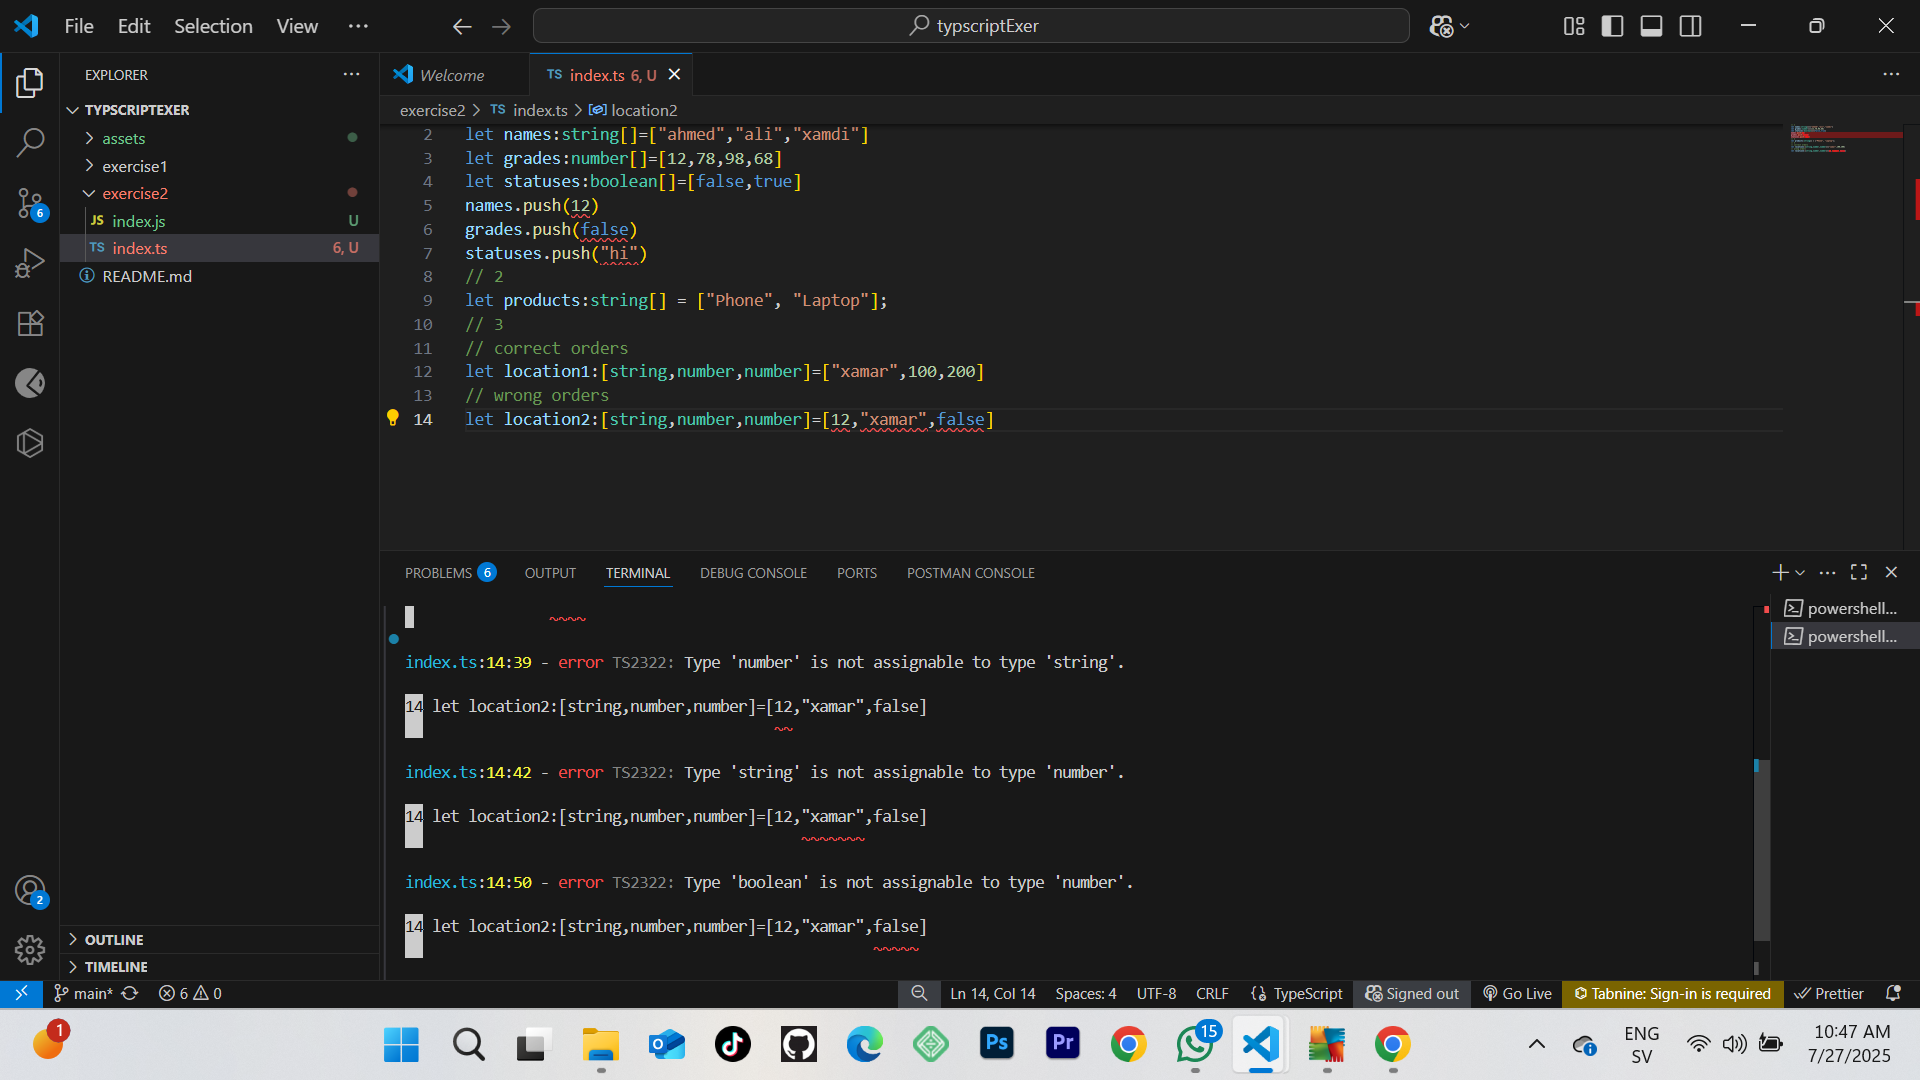 File Edit Selection View ···
typscriptExer
EXPLORER ···
TYPSCRIPTEXER
assets
exercise1
exercise2
JS index.js U
TS index.ts 6, U
README.md
OUTLINE
TIMELINE
6
2
Welcome
TS index.ts 6, U
exercise2 > TS index.ts > location2
2 let names:string[]=["ahmed","ali","xamdi"]
3 let grades:number[]=[12,78,98,68]
4 let statuses:boolean[]=[false,true]
5 names.push(12)
6 grades.push(false)
7 statuses.push("hi")
8 // 2
9 let products:string[] = ["Phone", "Laptop"];
10 // 3
11 // correct orders
12 let location1:[string,number,number]=["xamar",100,200]
13 // wrong orders
14 let location2:[string,number,number]=[12,"xamar",false]
PROBLEMS 6 OUTPUT TERMINAL DEBUG CONSOLE PORTS POSTMAN CONSOLE
powershell...
powershell...
index.ts:14:39 - error TS2322: Type 'number' is not assignable to type 'string'.
14 let location2:[string,number,number]=[12,"xamar",false]
~~
index.ts:14:42 - error TS2322: Type 'string' is not assignable to type 'number'.
14 let location2:[string,number,number]=[12,"xamar",false]
~~~~~~~
index.ts:14:50 - error TS2322: Type 'boolean' is not assignable to type 'number'.
14 let location2:[string,number,number]=[12,"xamar",false]
~~~~~
main* 6 0 Ln 14, Col 14 Spaces: 4 UTF-8 CRLF TypeScript Signed out Go Live Tabnine: Sign-in is required Prettier
1
Ps
Pr
15
ENG
SV
10:47 AM
7/27/2025